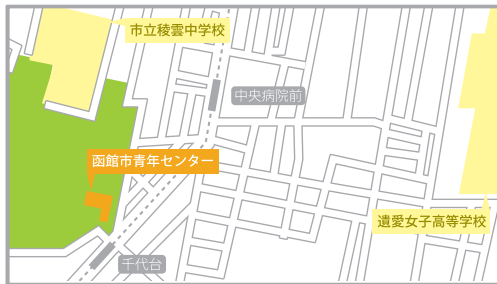 市立稜雲中学校
中央病院前
函館市青年センター
遺愛女子高等学校
千代台